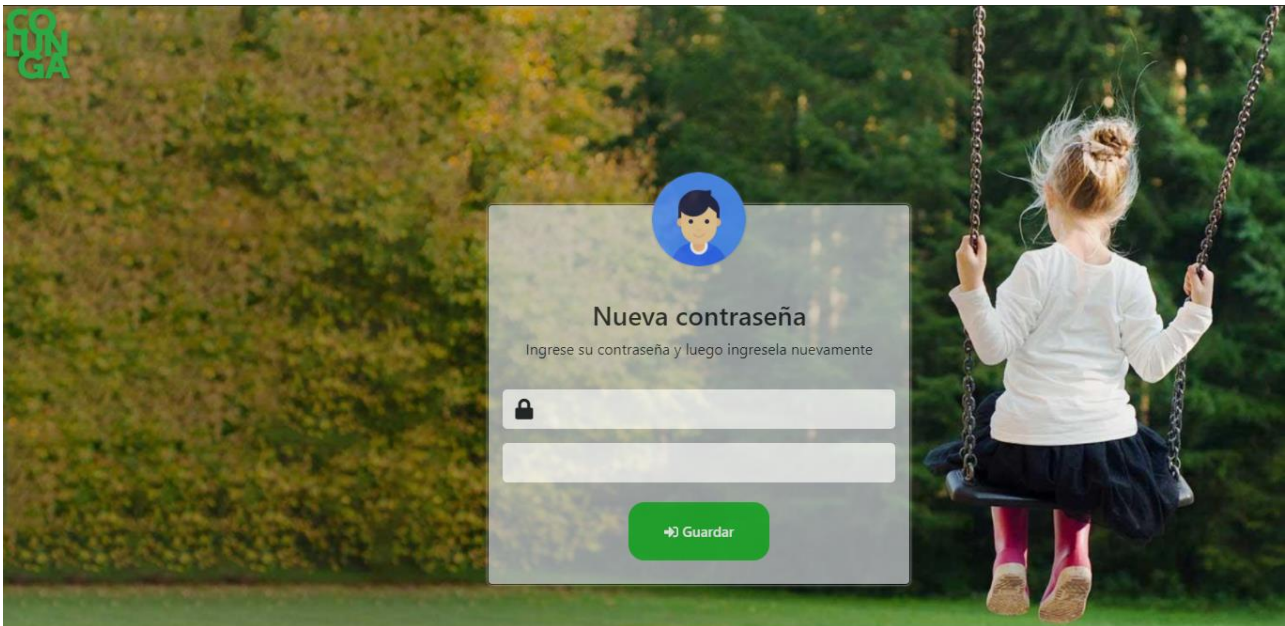 CO
LUN
GA
Nueva contraseña
Ingrese su contraseña y luego ingresela nuevamente
Guardar